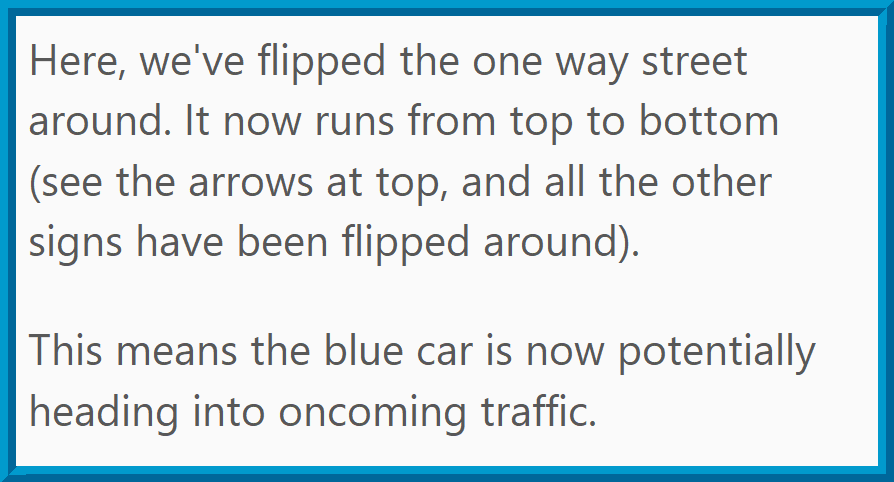 Here, we've flipped the one way street
around. It now runs from top to bottom
(see the arrows at top, and all the other
signs have been flipped around).
This means the blue car is now potentially
heading into oncoming traffic.